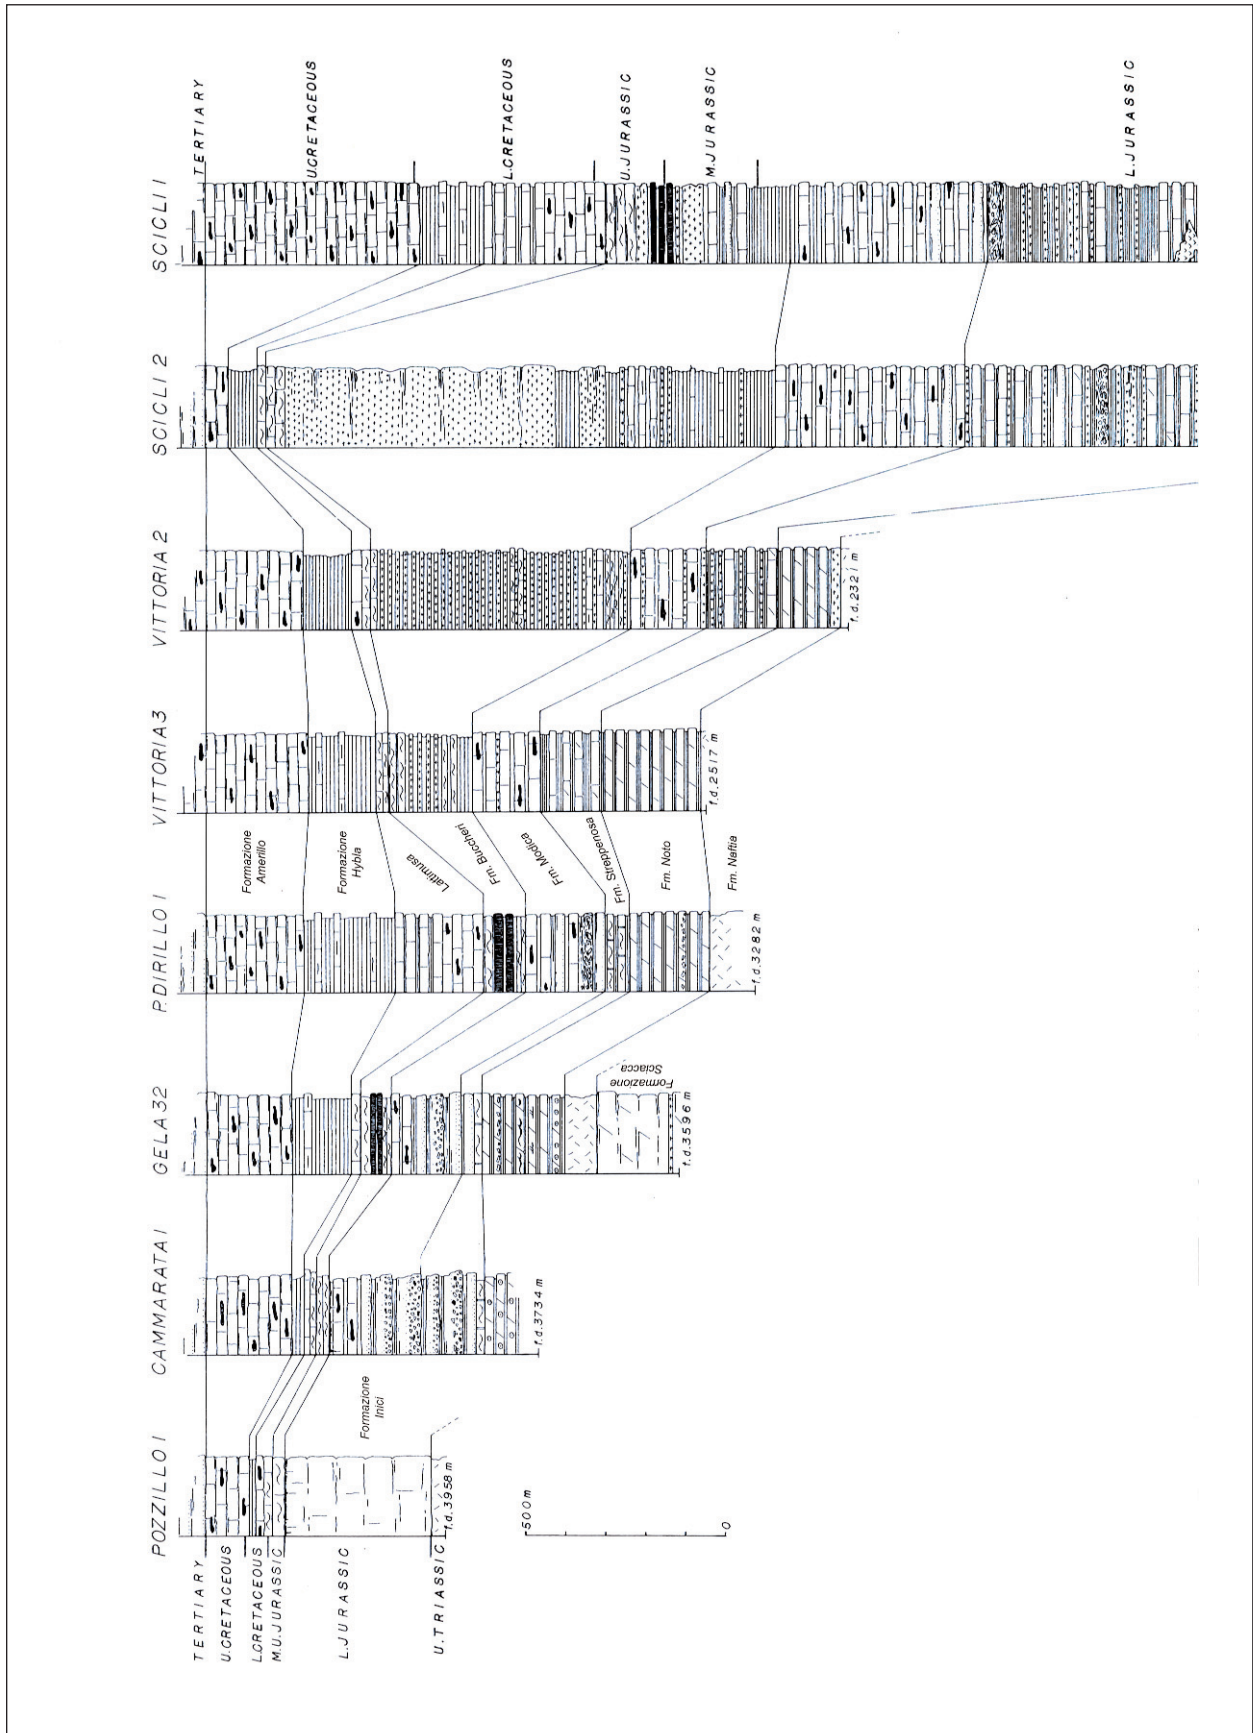 POZZILLO 1
CAMMARATA 1
GELA 32
P.DIRILLO 1
VITTORIA 3
VITTORIA 2
SCICLI 2
SCICLI 1
TERTIARY
U.CRETACEOUS
L.CRETACEOUS
M.U.JURASSIC
L.JURASSIC
U.TRIASSIC
TERTIARY
U.CRETACEOUS
L.CRETACEOUS
U.JURASSIC
M.JURASSIC
L.JURASSIC
Formazione
Amerillo
Formazione
Hybla
Lattimusa
Fm. Buccheri
Fm. Modica
Fm. Streppenosa
Fm. Noto
Fm. Naftia
Formazione
Inici
Formazione
Sciacca
f.d.3958 m
f.d.3734 m
f.d.3596 m
f.d.3282 m
f.d.2517 m
f.d.2321 m
500m
0